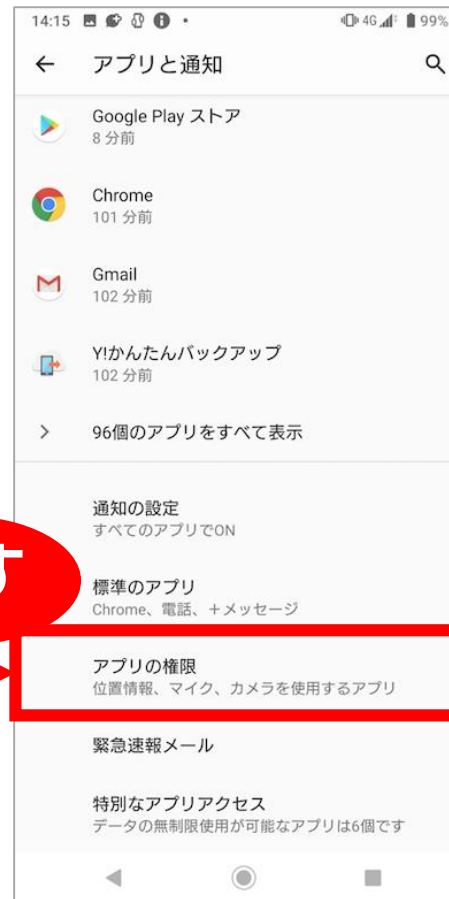 14:15 4G 99%
アプリと通知
Google Play ストア
8 分前
Chrome
101 分前
Gmail
102 分前
Y!かんたんバックアップ
102 分前
96個のアプリをすべて表示
通知の設定
すべてのアプリでON
す
標準のアプリ
Chrome、電話、+メッセージ
アプリの権限
位置情報、マイク、カメラを使用するアプリ
緊急速報メール
特別なアプリアクセス
データの無制限使用が可能なアプリは6個です